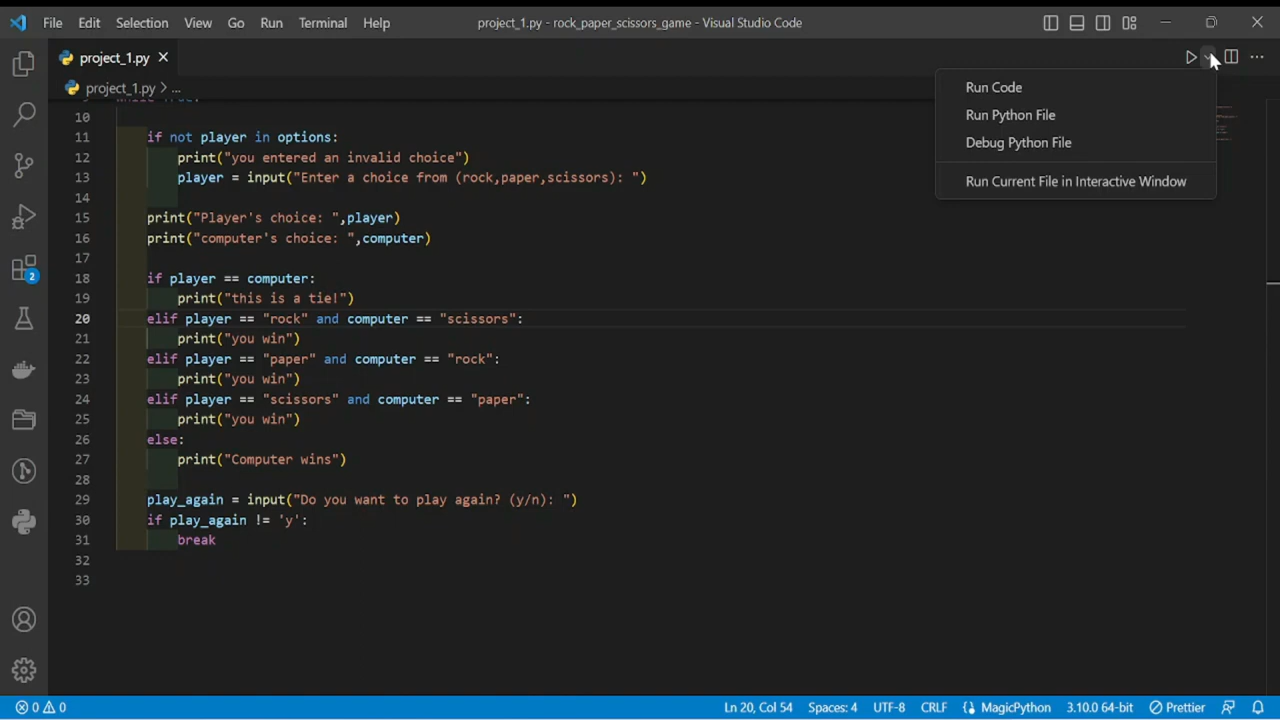 File Edit Selection View Go Run Terminal Help project_1.py - rock_paper_scissors_game - Visual Studio Code
project_1.py
project_1.py > ...
Run Code
Run Python File
Debug Python File
Run Current File in Interactive Window
10
11 if not player in options:
12 print("you entered an invalid choice")
13 player = input("Enter a choice from (rock,paper,scissors): ")
14
15 print("Player's choice: ",player)
16 print("computer's choice: ",computer)
17
18 if player == computer:
19 print("this is a tie!")
20 elif player == "rock" and computer == "scissors":
21 print("you win")
22 elif player == "paper" and computer == "rock":
23 print("you win")
24 elif player == "scissors" and computer == "paper":
25 print("you win")
26 else:
27 print("Computer wins")
28
29 play_again = input("Do you want to play again? (y/n): ")
30 if play_again != 'y':
31 break
32
33
2
0 0 Ln 20, Col 54 Spaces: 4 UTF-8 CRLF MagicPython 3.10.0 64-bit Prettier